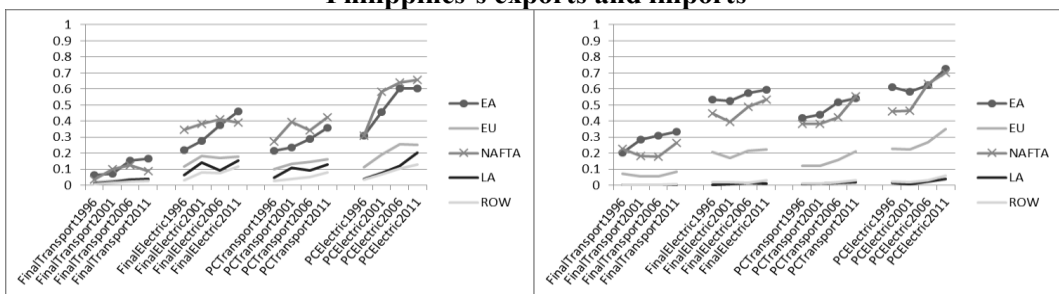 Philippines's exports and imports
1
0.9
0.8
0.7
0.6
0.5
0.4
0.3
0.2
0.1
0
FinalTransport1996
FinalTransport2001
FinalTransport2006
FinalTransport2011
FinalElectric1996
FinalElectric2001
FinalElectric2006
FinalElectric2011
PCTransport1996
PCTransport2001
PCTransport2006
PCTransport2011
PCElectric1996
PCElectric2001
PCElectric2006
PCElectric2011
EA
EU
NAFTA
LA
ROW
1
0.9
0.8
0.7
0.6
0.5
0.4
0.3
0.2
0.1
0
FinalTransport1996
FinalTransport2001
FinalTransport2006
FinalTransport2011
FinalElectric1996
FinalElectric2001
FinalElectric2006
FinalElectric2011
PCTransport1996
PCTransport2001
PCTransport2006
PCTransport2011
PCElectric1996
PCElectric2001
PCElectric2006
PCElectric2011
EA
EU
NAFTA
LA
ROW